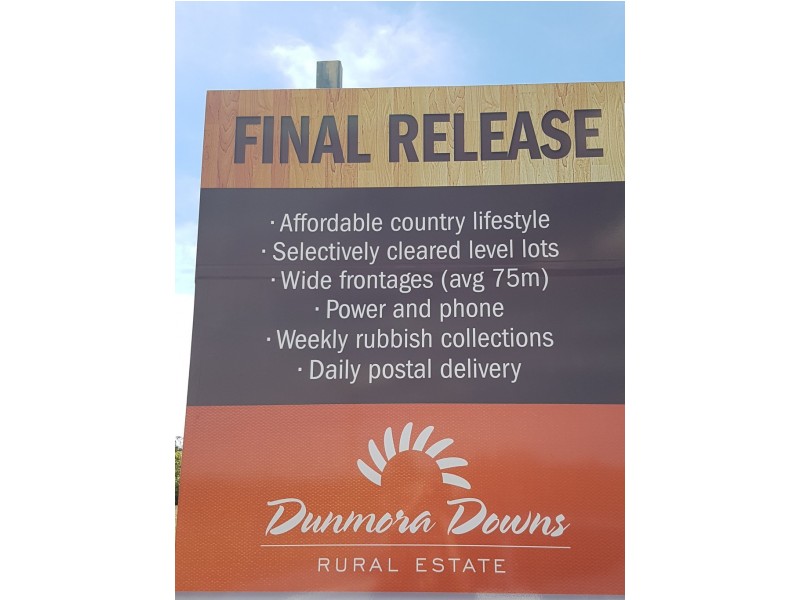 FINAL RELEASE
· Affordable country lifestyle
· Selectively cleared level lots
· Wide frontages (avg 75m)
· Power and phone
· Weekly rubbish collections
· Daily postal delivery
Dunmora Downs
RURAL ESTATE